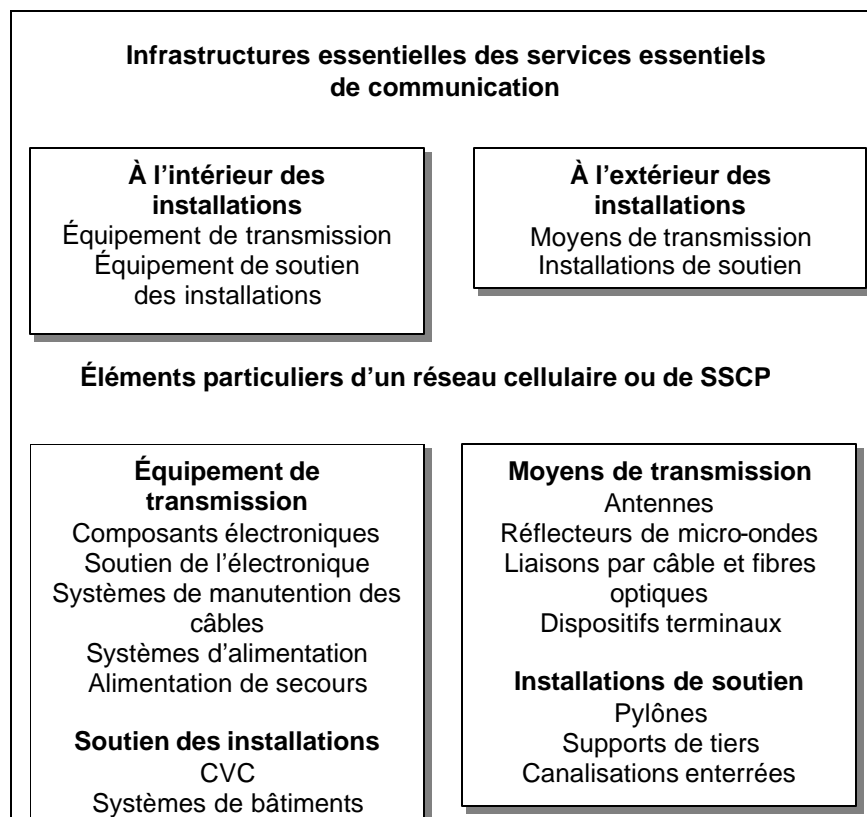 Infrastructures essentielles des services essentiels
de communication
À l’intérieur des
installations
Équipement de transmission
Équipement de soutien
des installations
À l’extérieur des
installations
Moyens de transmission
Installations de soutien
Éléments particuliers d’un réseau cellulaire ou de SSCP
Équipement de
transmission
Composants électroniques
Soutien de l’électronique
Systèmes de manutention des
câbles
Systèmes d’alimentation
Alimentation de secours
Soutien des installations
CVC
Systèmes de bâtiments
Moyens de transmission
Antennes
Réflecteurs de micro-ondes
Liaisons par câble et fibres
optiques
Dispositifs terminaux
Installations de soutien
Pylônes
Supports de tiers
Canalisations enterrées